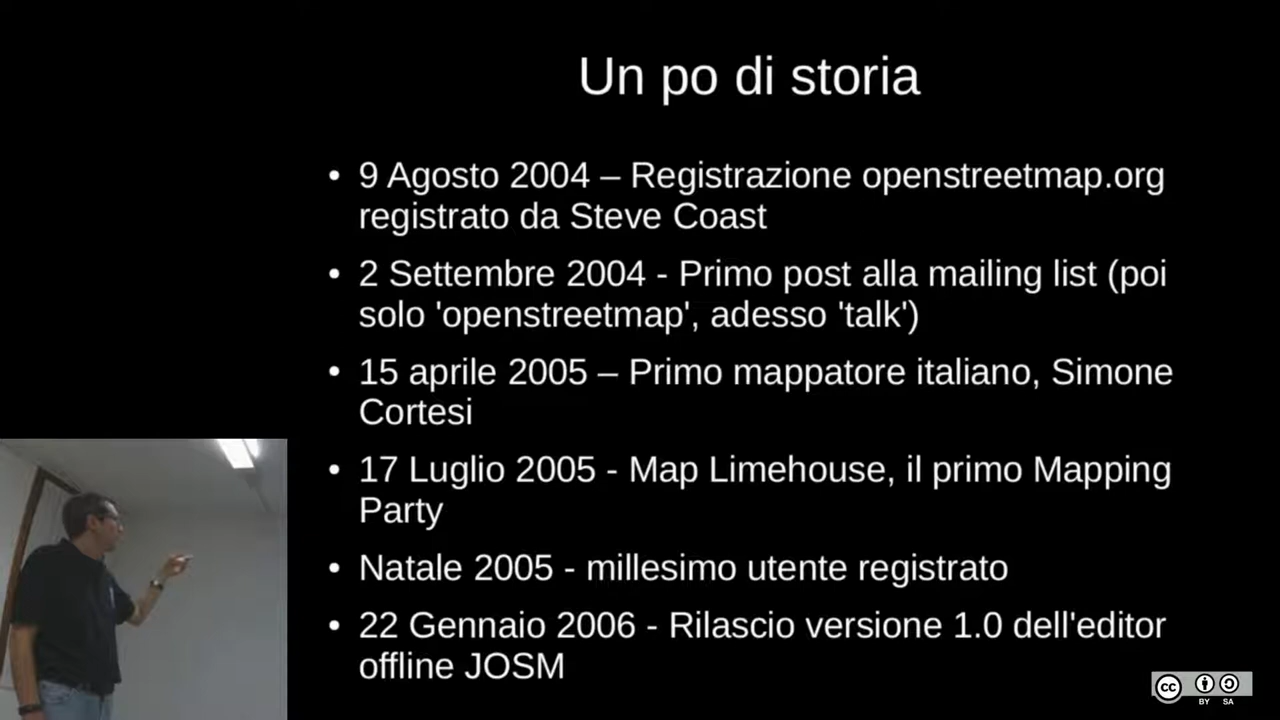 Un po di storia
• 9 Agosto 2004 – Registrazione openstreetmap.org
registrato da Steve Coast
• 2 Settembre 2004 - Primo post alla mailing list (poi
solo 'openstreetmap', adesso 'talk')
• 15 aprile 2005 – Primo mappatore italiano, Simone
Cortesi
• 17 Luglio 2005 - Map Limehouse, il primo Mapping
Party
• Natale 2005 - millesimo utente registrato
• 22 Gennaio 2006 - Rilascio versione 1.0 dell'editor
offline JOSM
cc BY SA